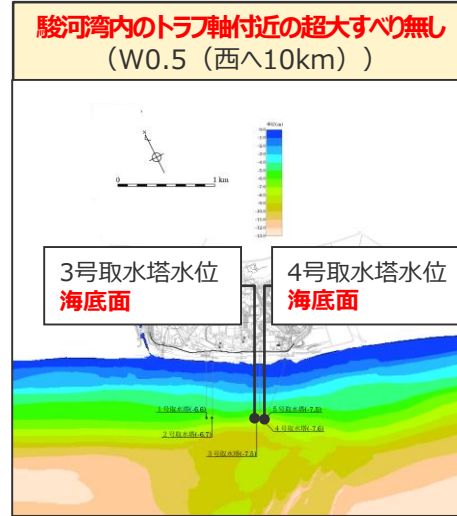 駿河湾内のトラフ軸付近の超大すべり無し
（W0.5（西へ10km））
0
1 km
3号取水塔水位
海底面
4号取水塔水位
海底面
1号取水塔(-6.6)
5号取水塔(-7.5)
2号取水塔(-6.7)
4号取水塔(-7.6)
3号取水塔(-7.5)